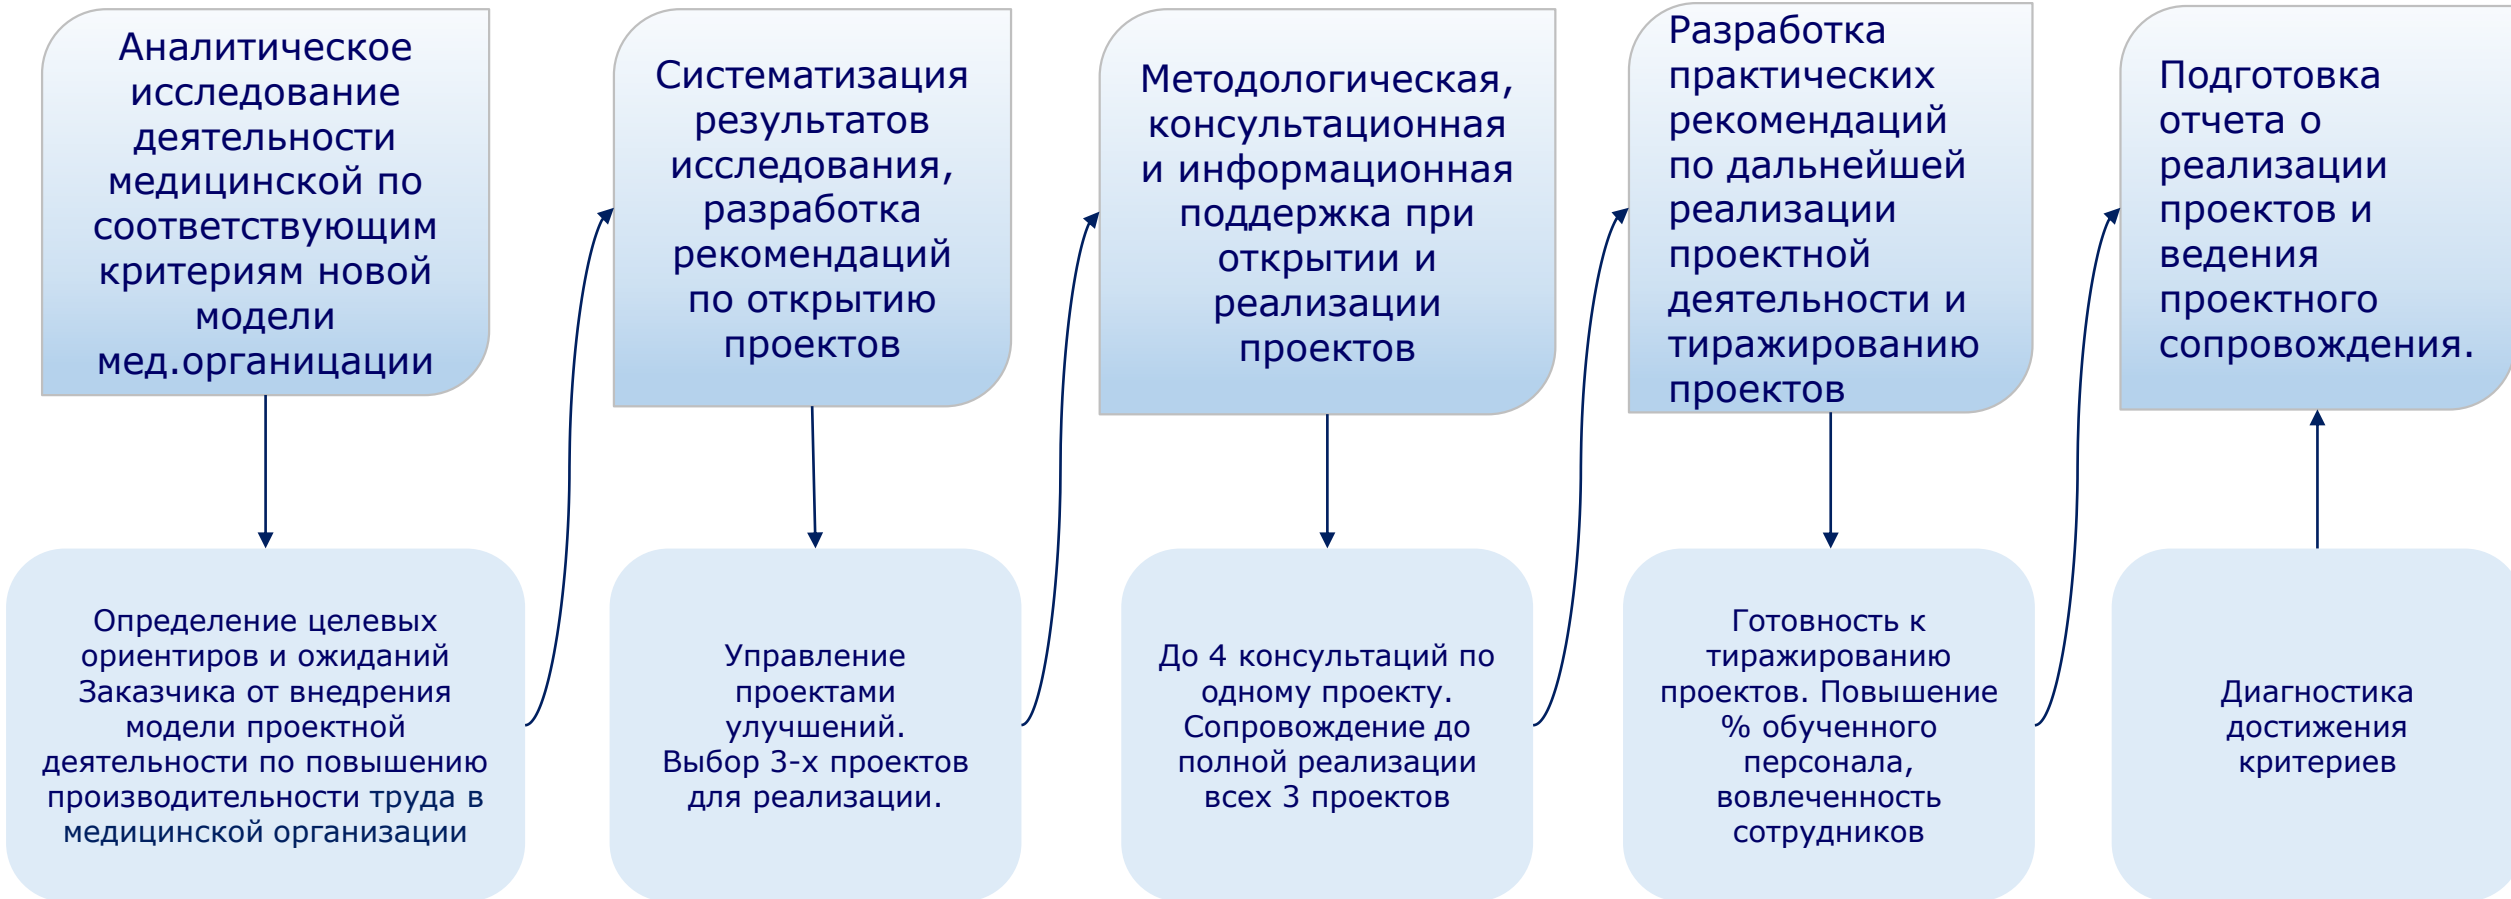 Аналитическое
исследование
деятельности
медицинской по
соответствующим
критериям новой
модели
мед.органицации
Систематизация
результатов
исследования,
разработка
рекомендаций
по открытию
проектов
Методологическая,
консультационная
и информационная
поддержка при
открытии и
реализации
проектов
Разработка
практических
рекомендаций
по дальнейшей
реализации
проектной
деятельности и
тиражированию
проектов
Подготовка
отчета о
реализации
проектов и
ведения
проектного
сопровождения.
Определение целевых
ориентиров и ожиданий
Заказчика от внедрения
модели проектной
деятельности по повышению
производительности труда в
медицинской организации
Управление
проектами
улучшений.
Выбор 3-х проектов
для реализации.
До 4 консультаций по
одному проекту.
Сопровождение до
полной реализации
всех 3 проектов
Готовность к
тиражированию
проектов. Повышение
% обученного
персонала,
вовлеченность
сотрудников
Диагностика
достижения
критериев